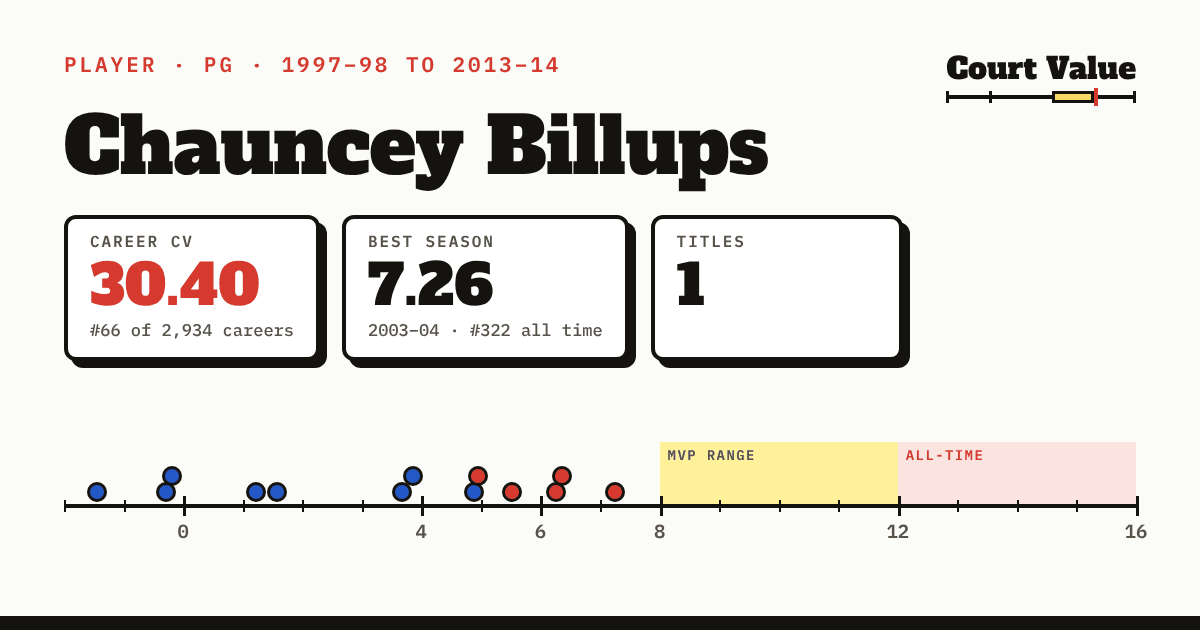 PLAYER · PG · 1997–98 TO 2013–14
Court Value
Chauncey Billups
CAREER CV
30.40
#66 of 2,934 careers
BEST SEASON
7.26
2003–04 · #322 all time
TITLES
1
MVP RANGE
ALL-TIME
0 4 6 8 12 16